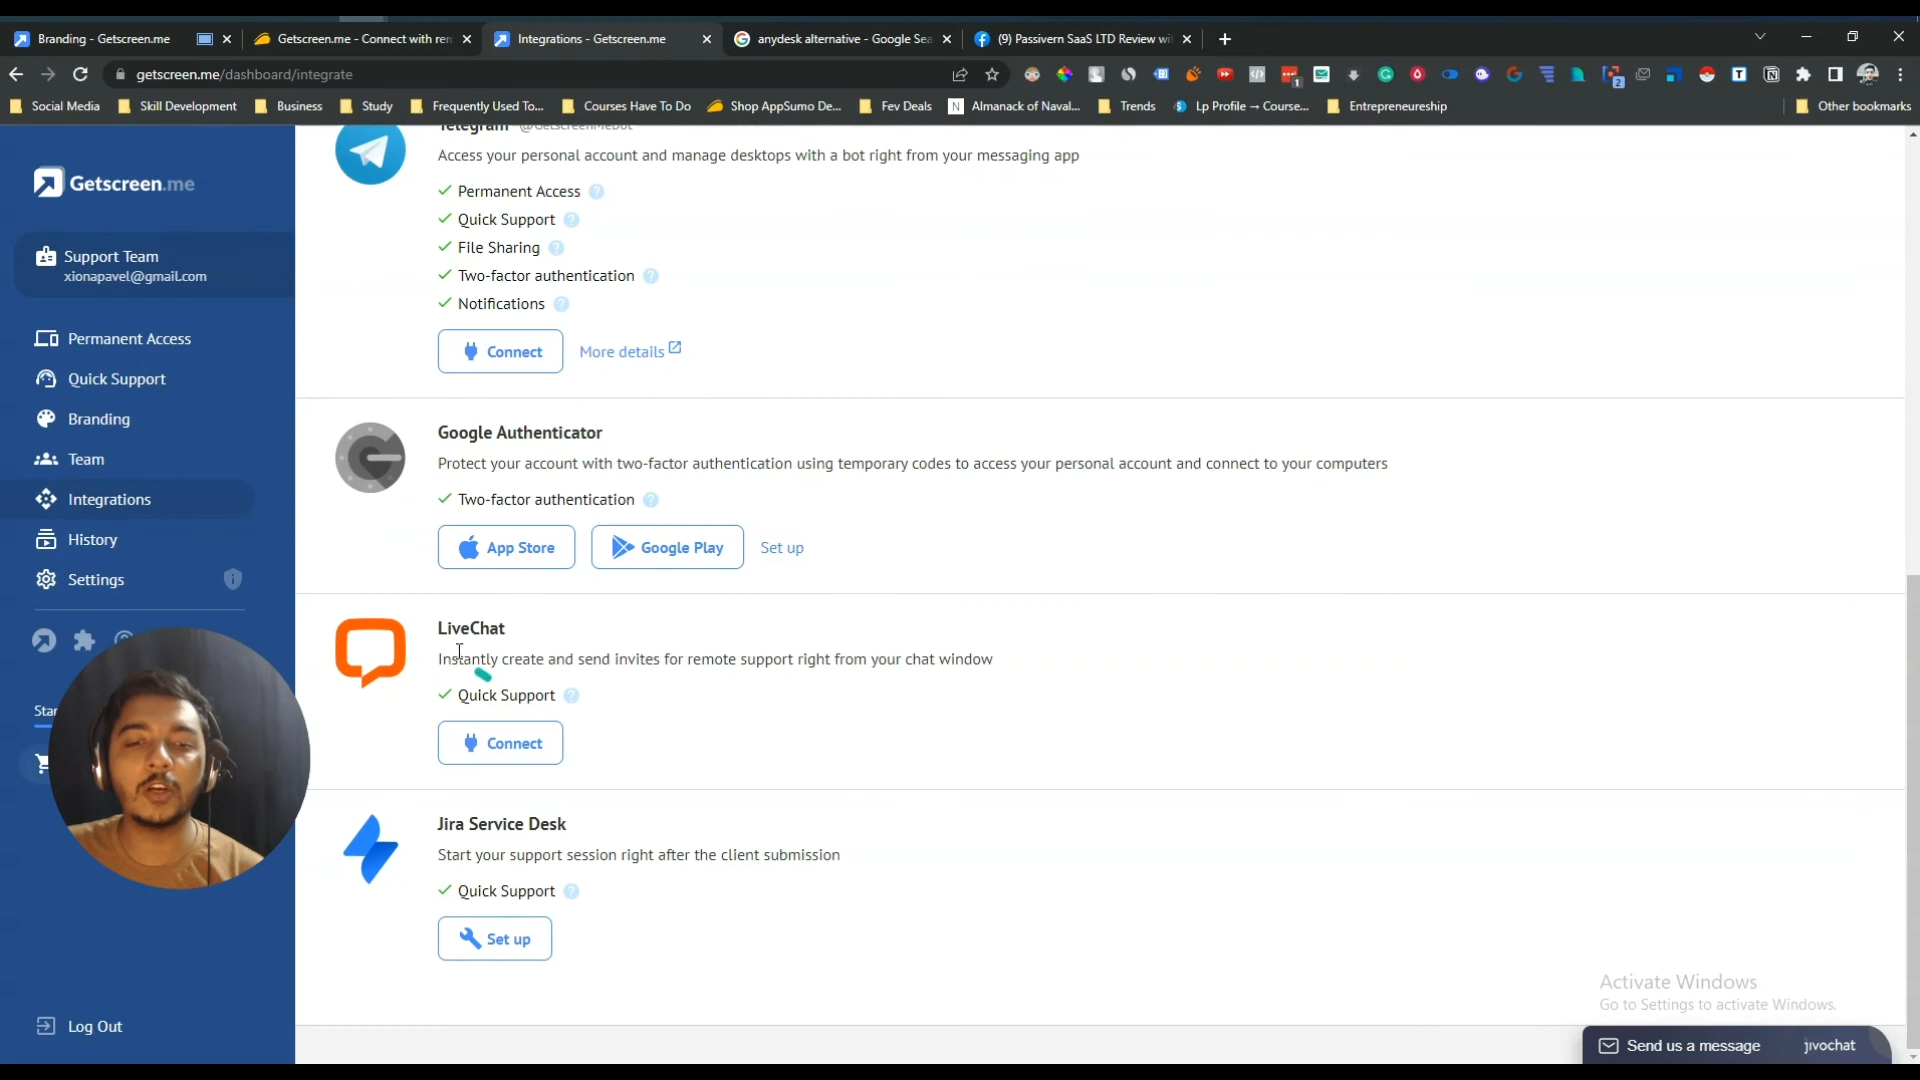 Branding - Getscreen.me
Getscreen.me - Connect with ren
Integrations - Getscreen.me
anydesk alternative - Google Sea
(9) Passivern SaaS LTD Review wi
getscreen.me/dashboard/integrate
Social Media
Skill Development
Business
Study
Frequently Used To...
Courses Have To Do
Shop AppSumo De...
Fev Deals
Almanack of Naval...
Trends
Lp Profile → Course...
Entrepreneureship
Other bookmarks
Getscreen.me
Support Team
xionapavel@gmail.com
Permanent Access
Quick Support
Branding
Team
Integrations
History
Settings
Star
Log Out
Telegram @GetscreenMeBot
Access your personal account and manage desktops with a bot right from your messaging app
Permanent Access
Quick Support
File Sharing
Two-factor authentication
Notifications
Connect
More details
Google Authenticator
Protect your account with two-factor authentication using temporary codes to access your personal account and connect to your computers
Two-factor authentication
App Store
Google Play
Set up
LiveChat
Instantly create and send invites for remote support right from your chat window
Quick Support
Connect
Jira Service Desk
Start your support session right after the client submission
Quick Support
Set up
Activate Windows
Go to Settings to activate Windows.
Send us a message
jivochat